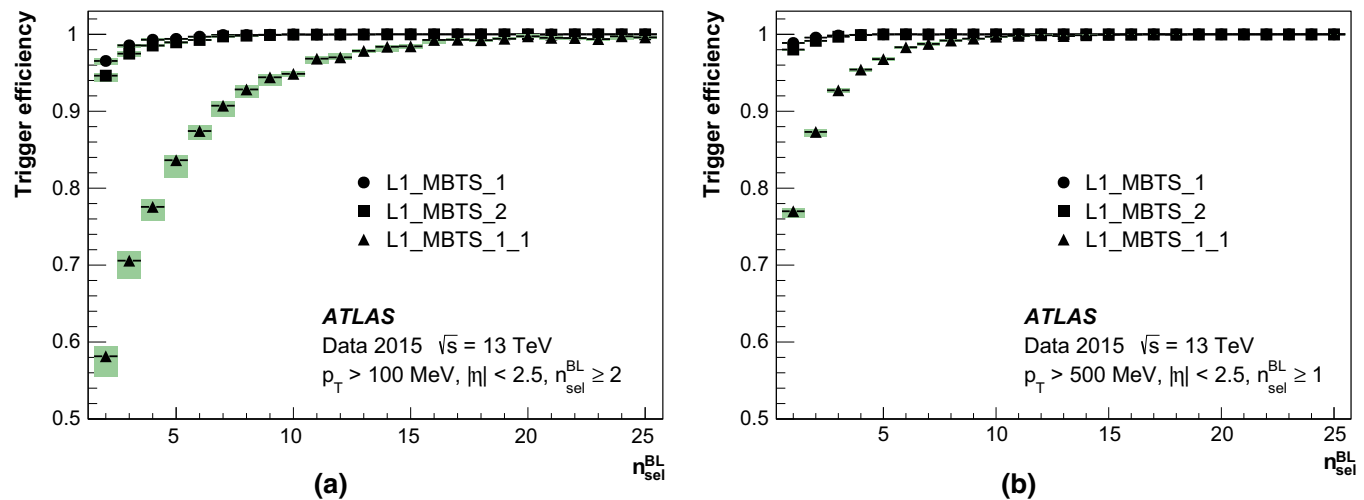 Trigger efficiency
1
0.9
0.8
0.7
0.6
0.5
L1_MBTS_1
L1_MBTS_2
L1_MBTS_1_1
ATLAS
Data 2015 √s = 13 TeV
p_T > 100 MeV, |η| < 2.5, n_sel^BL ≥ 2
5 10 15 20 25
n_sel^BL
(a)
Trigger efficiency
1
0.9
0.8
0.7
0.6
0.5
L1_MBTS_1
L1_MBTS_2
L1_MBTS_1_1
ATLAS
Data 2015 √s = 13 TeV
p_T > 500 MeV, |η| < 2.5, n_sel^BL ≥ 1
5 10 15 20 25
n_sel^BL
(b)